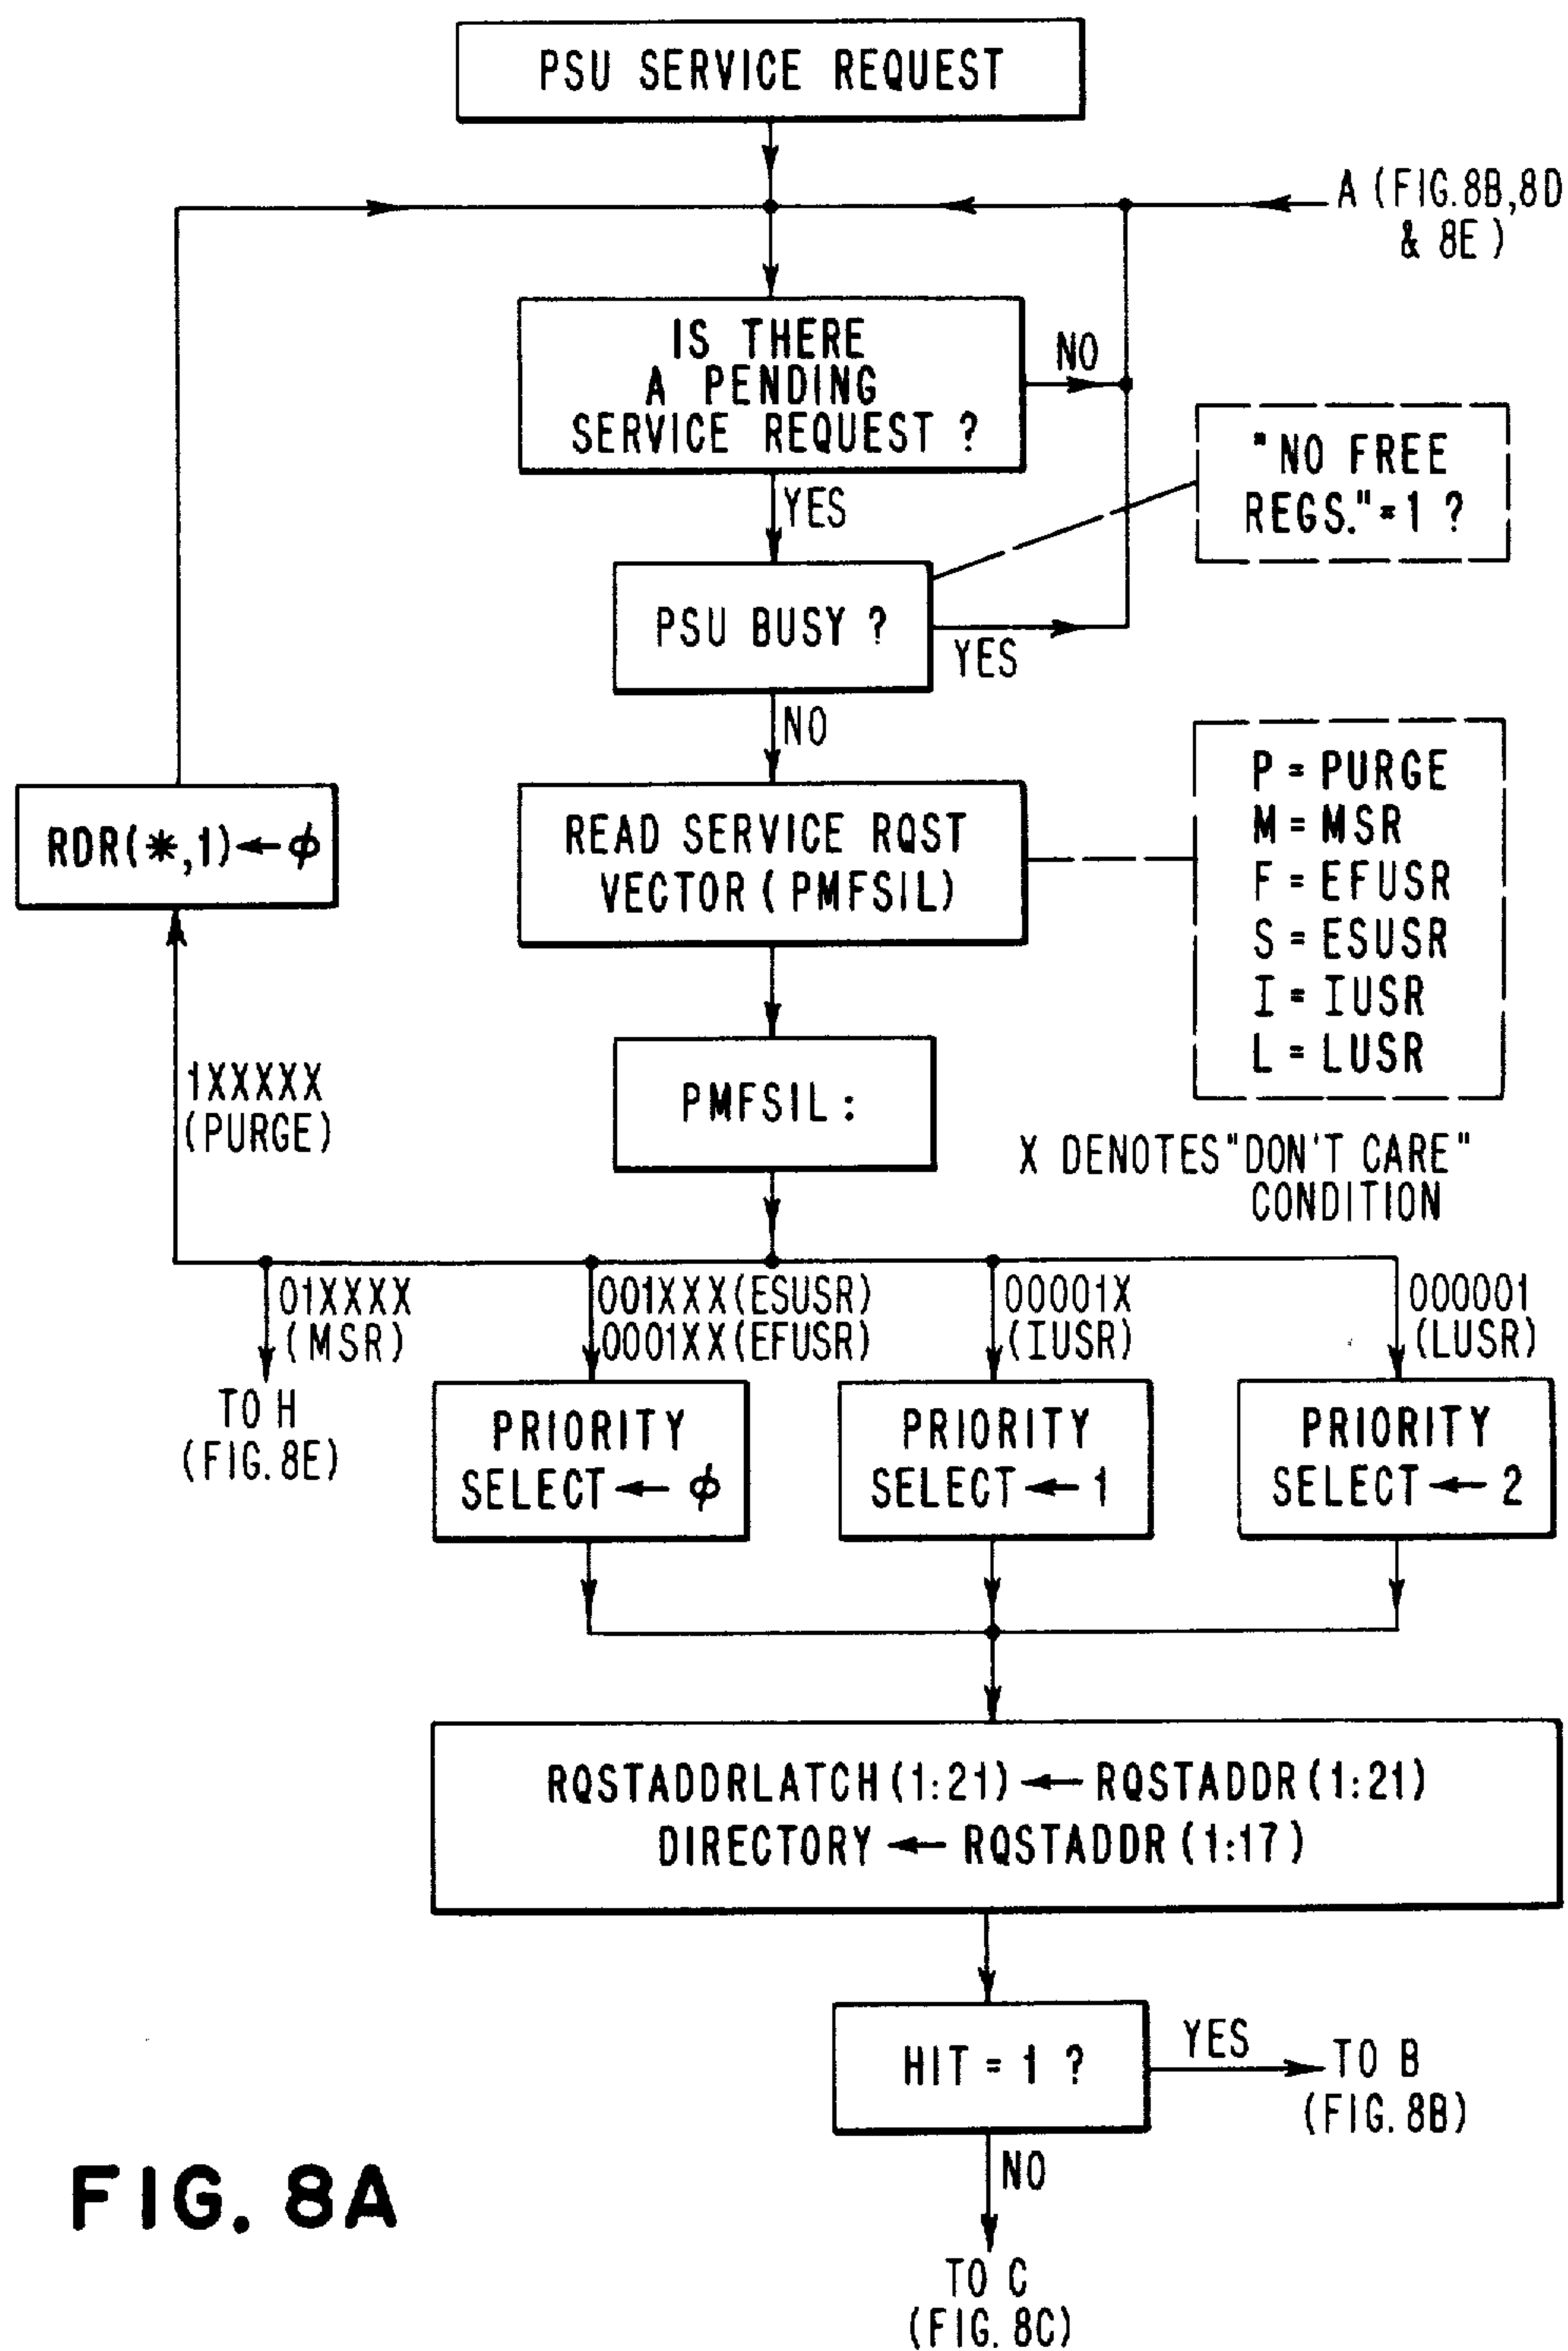 PSU SERVICE REQUEST
A (FIG.8B,8D
& 8E)
IS THERE
A PENDING
SERVICE REQUEST ?
NO
"NO FREE
REGS."=1 ?
YES
PSU BUSY ?
YES
NO
RDR(*,1)←ϕ
READ SERVICE RQST
VECTOR (PMFSIL)
P = PURGE
M = MSR
F = EFUSR
S = ESUSR
I = IUSR
L = LUSR
1XXXXX
(PURGE)
PMFSIL:
X DENOTES "DON'T CARE"
CONDITION
01XXXX
(MSR)
TO H
(FIG.8E)
001XXX(ESUSR)
0001XX(EFUSR)
00001X
(IUSR)
000001
(LUSR)
PRIORITY
SELECT ← ϕ
PRIORITY
SELECT ← 1
PRIORITY
SELECT ← 2
RQSTADDRLATCH (1:21) ← RQSTADDR (1:21)
DIRECTORY ← RQSTADDR (1:17)
HIT = 1 ?
YES
TO B
(FIG. 8B)
NO
TO C
(FIG. 8C)
FIG. 8A